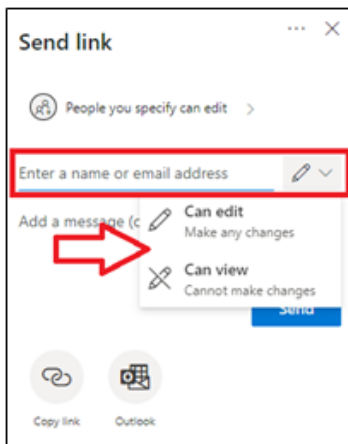 Send link
People you specify can edit
Enter a name or email address
Add a message (c
Can edit
Make any changes
Can view
Cannot make changes
Send
Copy link
Outlook